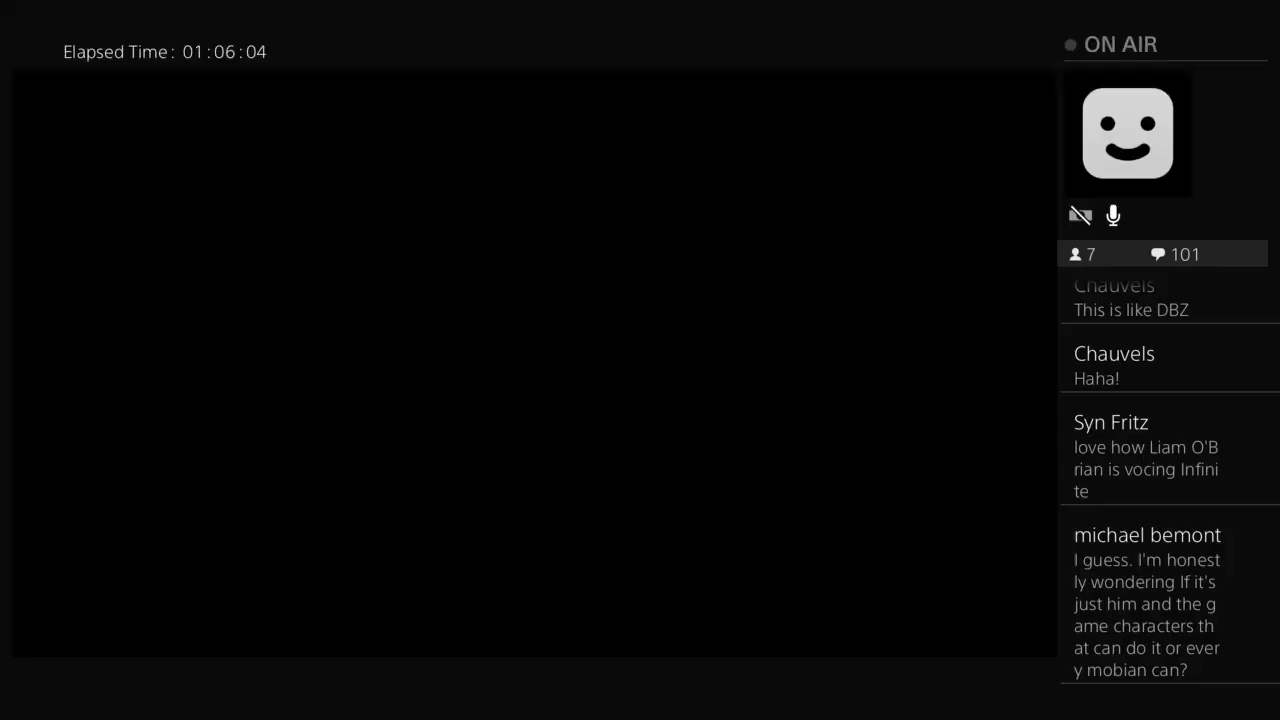 Elapsed Time: 01:06:04
ON AIR
7
101
Chauvels
This is like DBZ
Chauvels
Haha!
Syn Fritz
love how Liam O'B
rian is vocing Infini
te
michael bemont
I guess. I'm honest
ly wondering If it's
just him and the g
ame characters th
at can do it or ever
y mobian can?